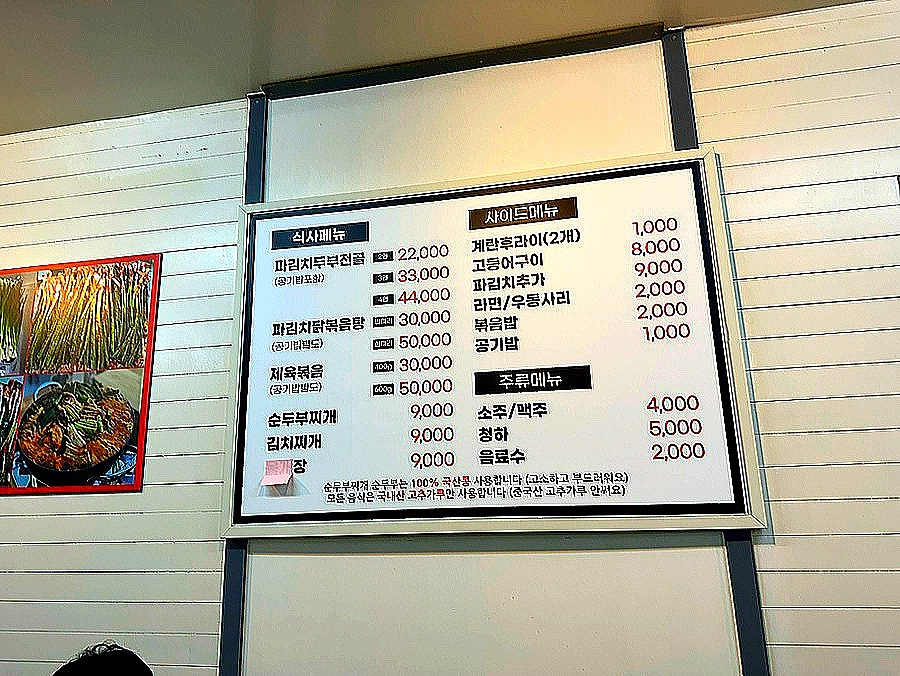 식사메뉴
파김치두부전골 2인 22,000
(공기밥포함) 3인 33,000
4인 44,000
파김치닭볶음탕 반마리 30,000
(공기밥별도) 한마리 50,000
제육볶음 400g 30,000
(공기밥별도) 600g 50,000
순두부찌개 9,000
김치찌개 9,000
장 9,000
사이드메뉴
계란후라이(2개) 1,000
고등어구이 8,000
파김치추가 9,000
라면/우동사리 2,000
볶음밥 2,000
공기밥 1,000
주류메뉴
소주/맥주 4,000
청하 5,000
음료수 2,000
순두부찌개 순두부는 100% 국산콩 사용합니다 (고소하고 부드러워요)
모든 음식은 국내산 고추가루만 사용합니다 (중국산 고추가루 안써요)